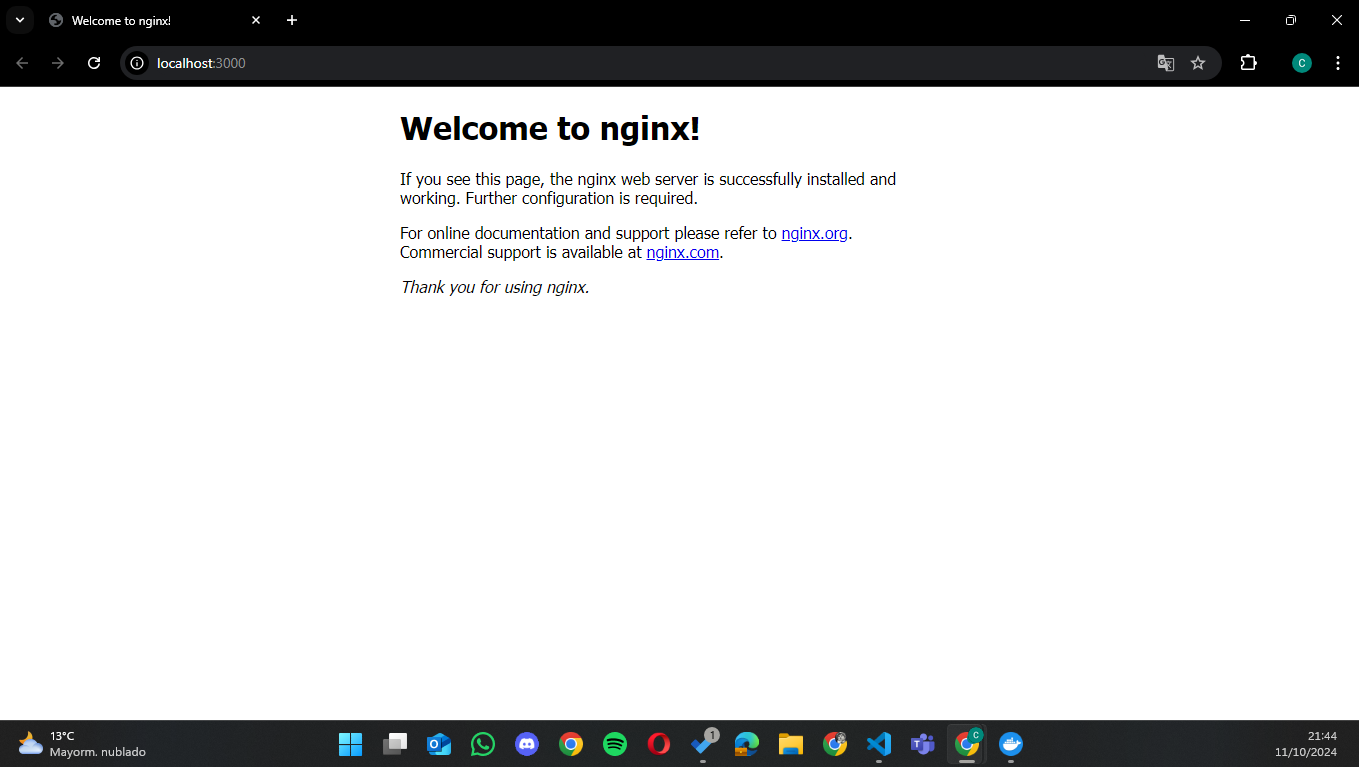 Welcome to nginx!
localhost:3000
C
Welcome to nginx!
If you see this page, the nginx web server is successfully installed and
working. Further configuration is required.
For online documentation and support please refer to nginx.org.
Commercial support is available at nginx.com.
Thank you for using nginx.
13°C
Mayorm. nublado
1
C
21:44
11/10/2024